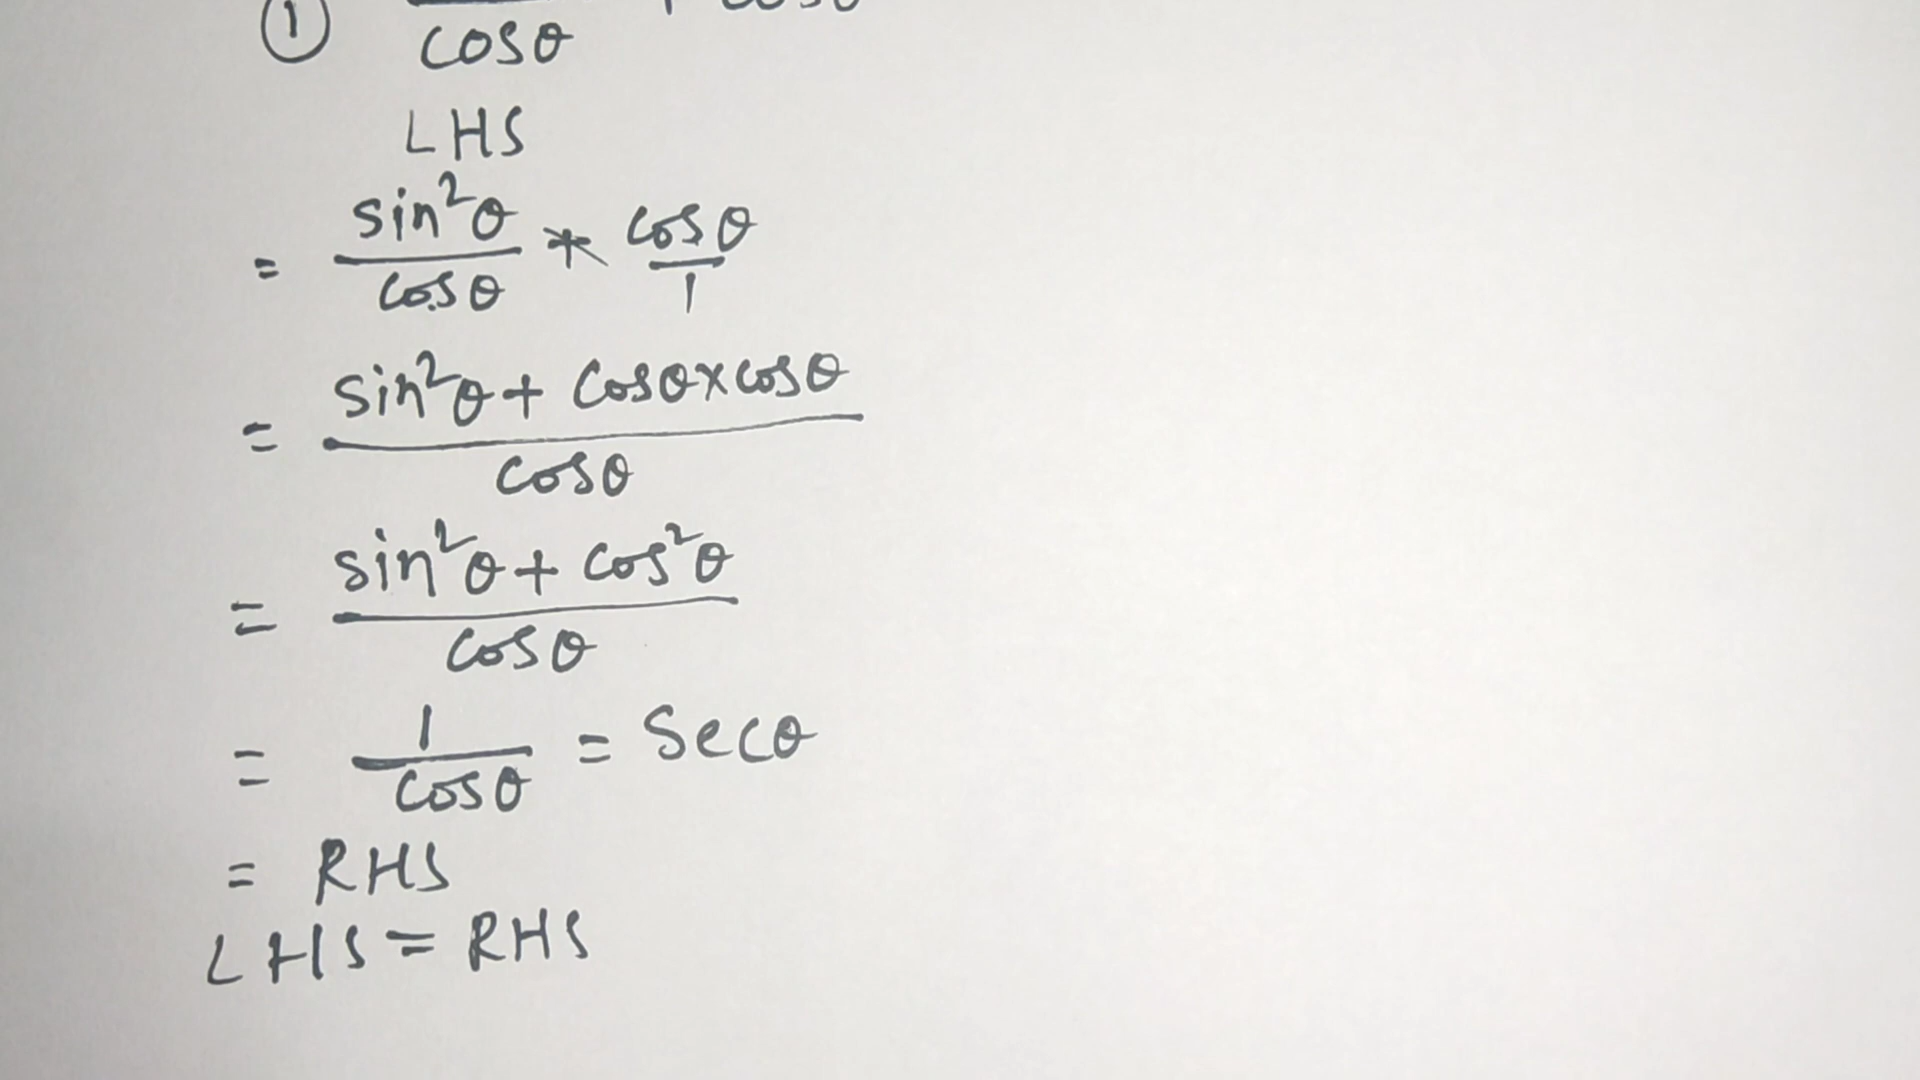 ① cosθ
LHS
= sin²θ/cosθ * cosθ/1
= sin²θ + cosθ×cosθ/cosθ
= sin²θ + cos²θ/cosθ
= 1/cosθ = Secθ
= RHS
LHS = RHS